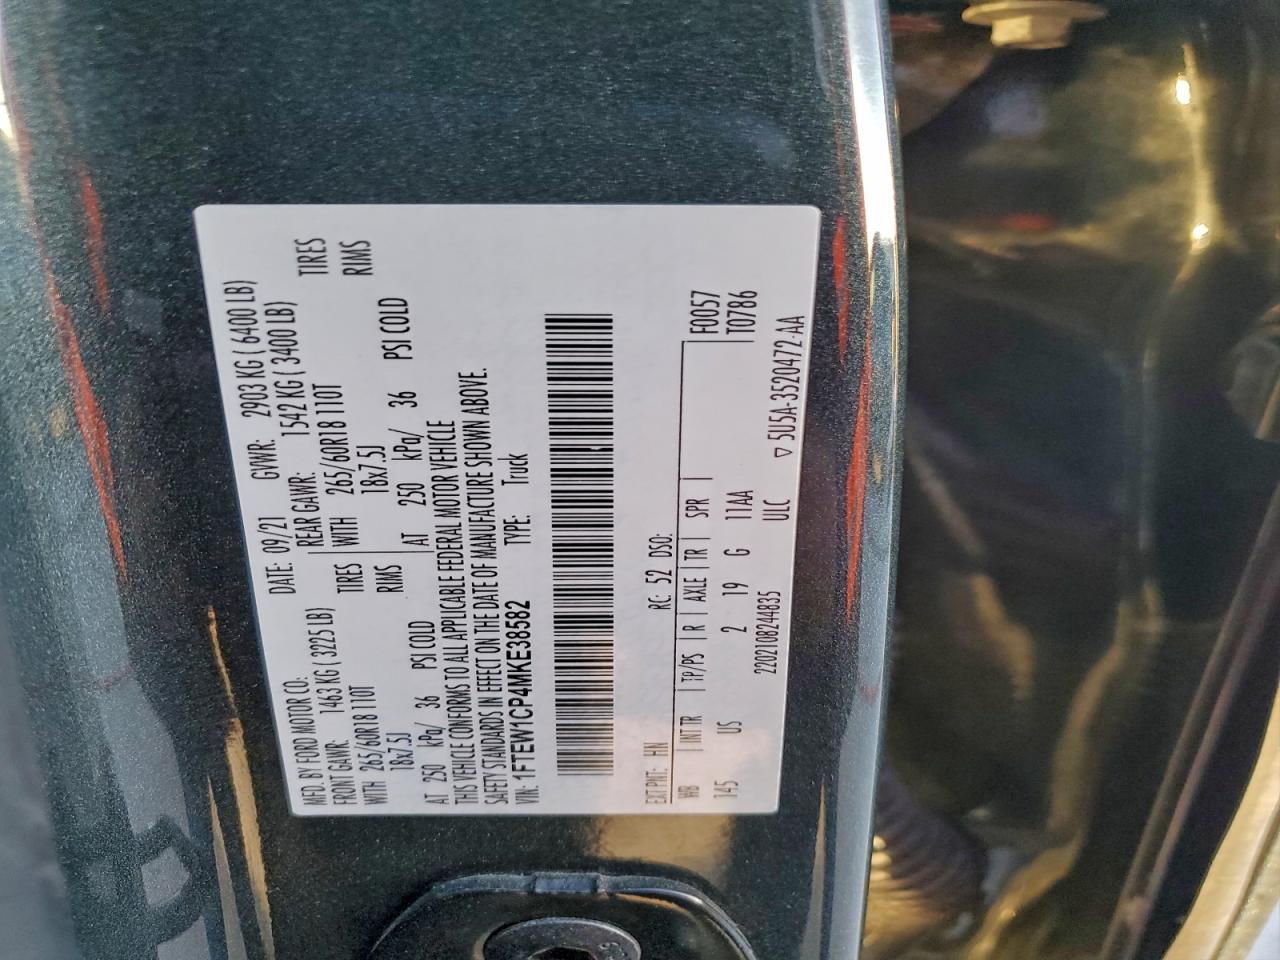 MFD. BY FORD MOTOR CO.
DATE: 09/21 GVWR: 2903 KG ( 6400 LB)
FRONT GAWR: 1463 KG ( 3225 LB) REAR GAWR: 1542 KG ( 3400 LB)
WITH 265/60R18 110T TIRES WITH 265/60R18 110T TIRES
18x7.5J RIMS 18x7.5J RIMS
AT 250 kPa/ 36 PSI COLD AT 250 kPa/ 36 PSI COLD
THIS VEHICLE CONFORMS TO ALL APPLICABLE FEDERAL MOTOR VEHICLE
SAFETY STANDARDS IN EFFECT ON THE DATE OF MANUFACTURE SHOWN ABOVE.
VIN: 1FTEW1CP4MKE38582 TYPE: Truck
EXT PNT: HN RC: 52 DSO:
WB INT TR TP/PS R AXLE TR SPR F0057
145 US 2 19 G 11AA T0786
2202108244835 ULC
▽ 5U5A-3520472-AA